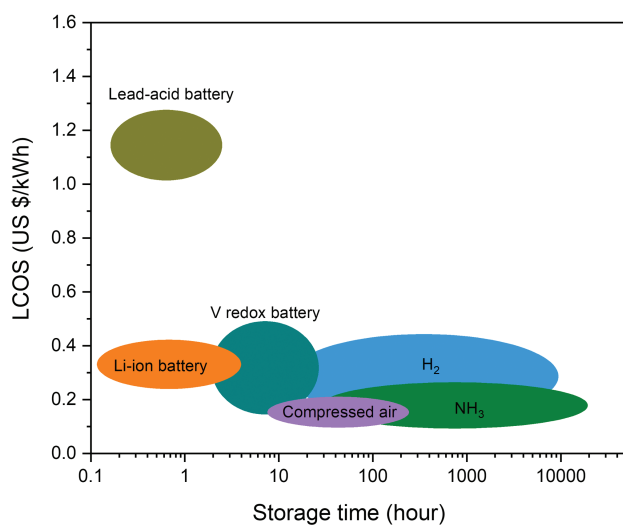 1.6
1.4
Lead-acid battery
1.2
1.0
0.8
0.6
V redox battery
0.4
Li-ion battery
H₂
0.2
Compressed air
NH₃
0.0
0.1
1
10
100
1000
10000
LCOS (US $/kWh)
Storage time (hour)